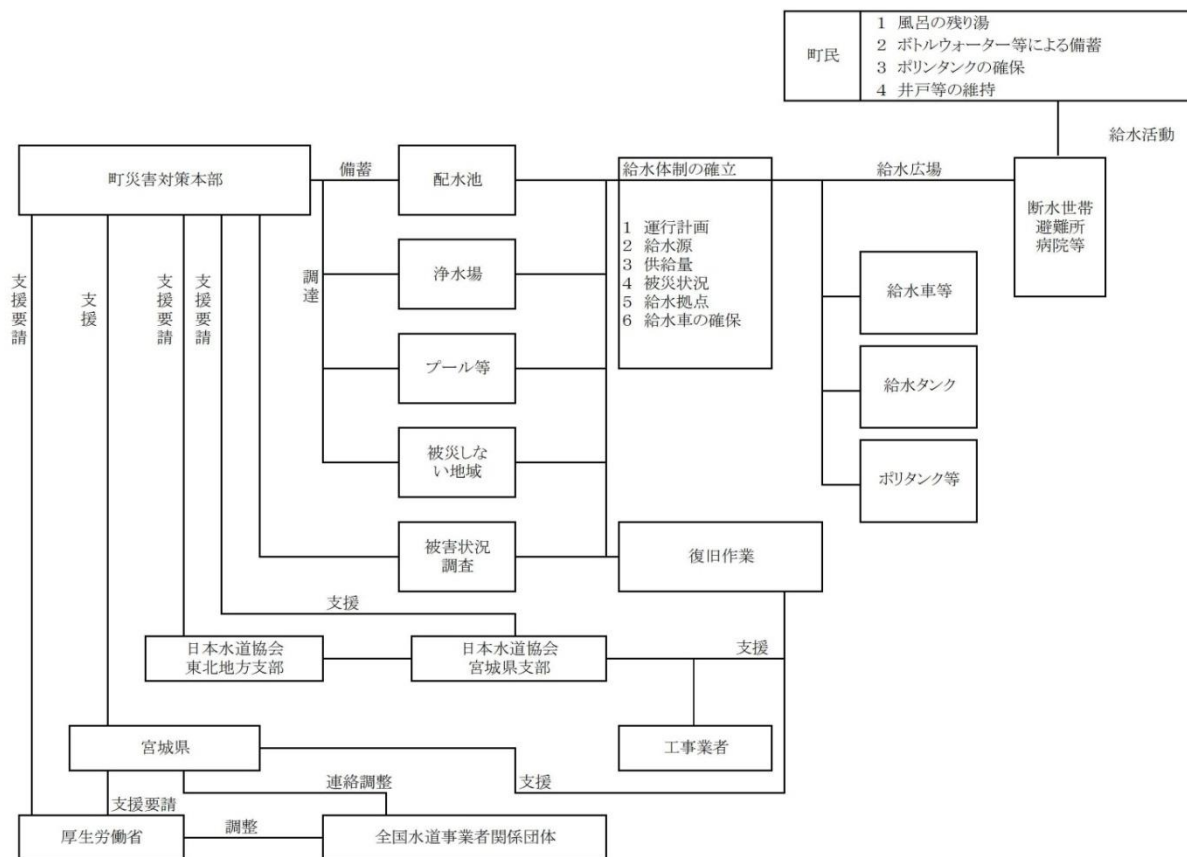 町民
1 風呂の残り湯
2 ボトルウォーター等による備蓄
3 ポリンタンクの確保
4 井戸等の維持
給水活動
町災害対策本部
備蓄
配水池
給水体制の確立
給水広場
断水世帯
避難所
病院等
1 運行計画
2 給水源
3 供給量
4 被災状況
5 給水拠点
6 給水車の確保
支援要請
支援
支援要請
支援要請
調達
浄水場
給水車等
プール等
給水タンク
被災しな
い地域
ポリタンク等
被害状況
調査
復旧作業
支援
日本水道協会
東北地方支部
日本水道協会
宮城県支部
支援
宮城県
工事業者
連絡調整
支援
支援要請
厚生労働省
調整
全国水道事業者関係団体